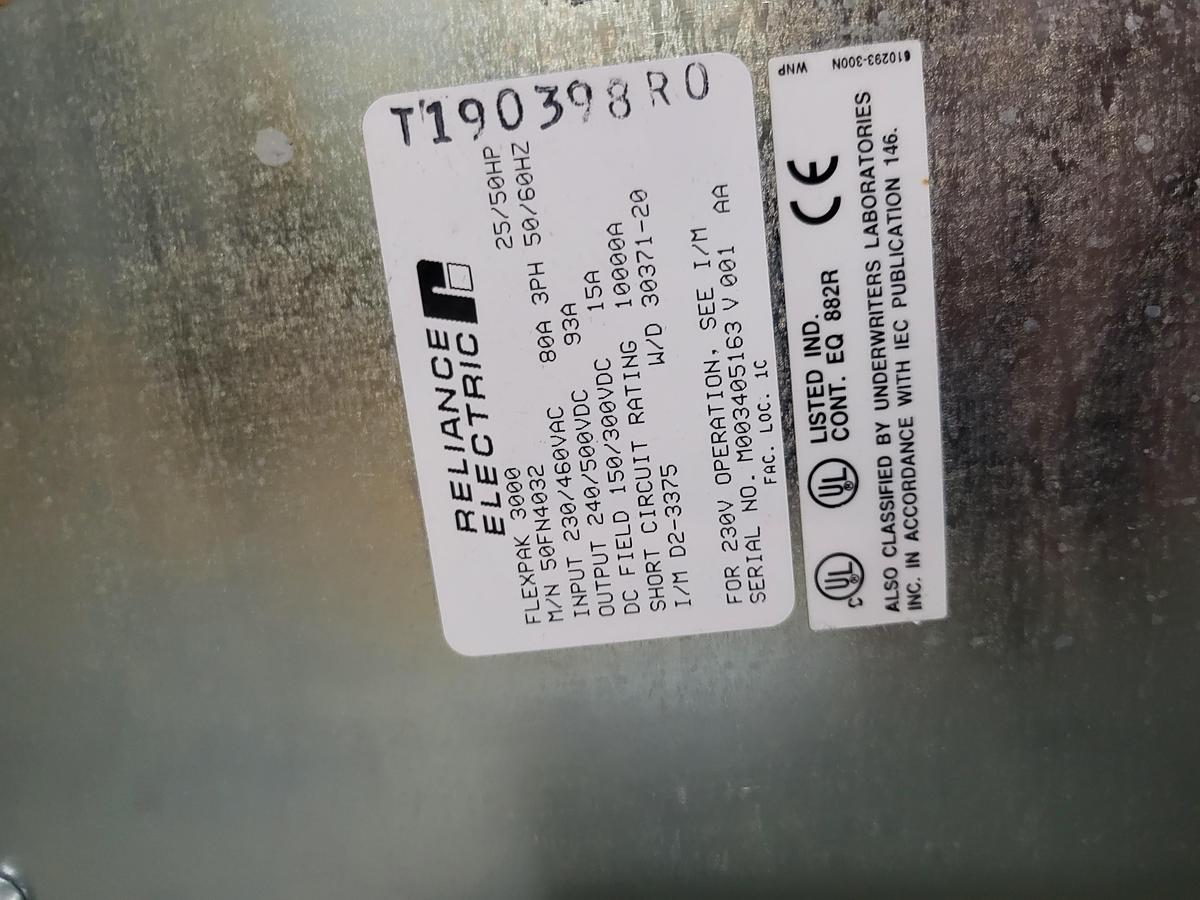 T190398R0
RELIANCE
ELECTRIC
FLEXPAK 3000 25/50HP
M/N 50FN4032
INPUT 230/460VAC 80A 3PH 50/60HZ
OUTPUT 240/500VDC 93A
DC FIELD 150/300VDC 15A
SHORT CIRCUIT RATING 10000A
I/M D2-3375 W/D 30371-20
FOR 230V OPERATION, SEE I/M
SERIAL NO. M003405163 V 001 AA
FAC. LOC. 1C
C UL ® UL ® LISTED IND.
CONT. EQ 882R CE
ALSO CLASSIFIED BY UNDERWRITERS LABORATORIES
INC. IN ACCORDANCE WITH IEC PUBLICATION 146.
610293-300N WNP